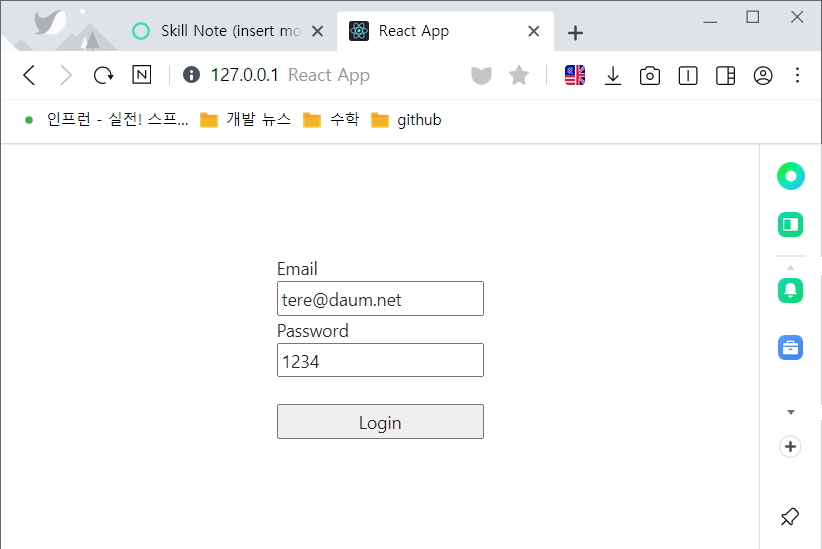 Skill Note (insert mo
React App
127.0.0.1 React App
인프런 - 실전! 스프...
개발 뉴스
수학
github
Email
tere@daum.net
Password
1234
Login